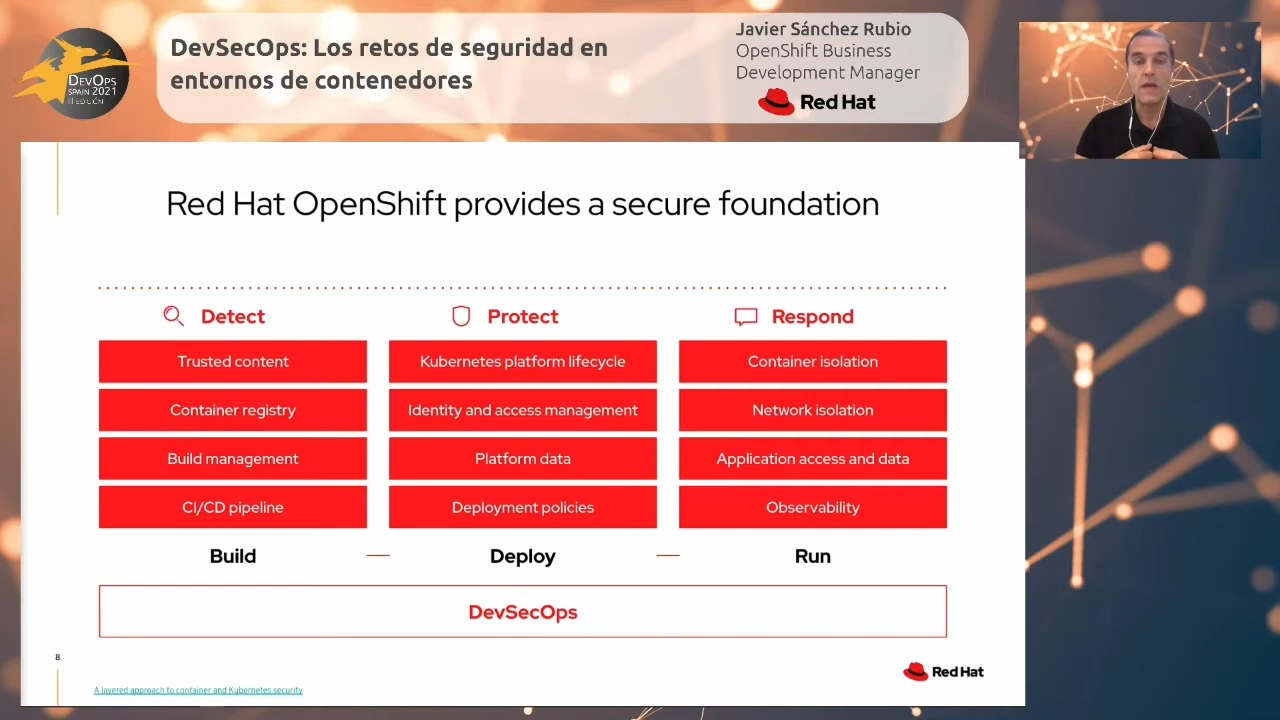 DEVOPS
SPAIN 2021
III EDICIÓN
DevSecOps: Los retos de seguridad en
entornos de contenedores
Javier Sánchez Rubio
OpenShift Business
Development Manager
Red Hat
Red Hat OpenShift provides a secure foundation
Detect
Protect
Respond
Trusted content
Kubernetes platform lifecycle
Container isolation
Container registry
Identity and access management
Network isolation
Build management
Platform data
Application access and data
CI/CD pipeline
Deployment policies
Observability
Build
Deploy
Run
DevSecOps
8
A layered approach to container and Kubernetes security
Red Hat